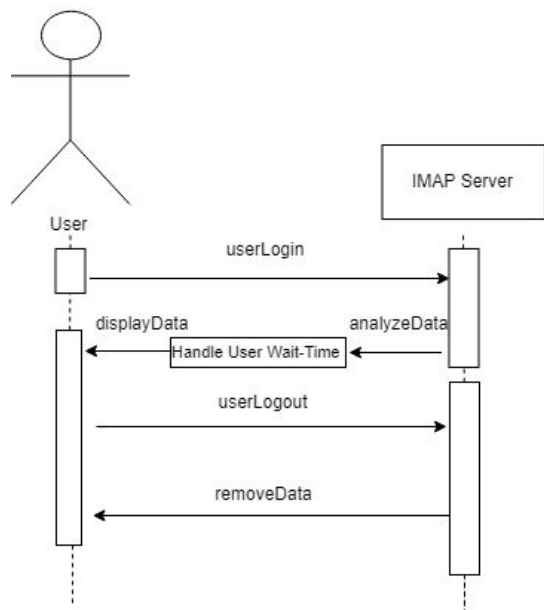 IMAP Server
User
userLogin
displayData
analyzeData
Handle User Wait-Time
userLogout
removeData